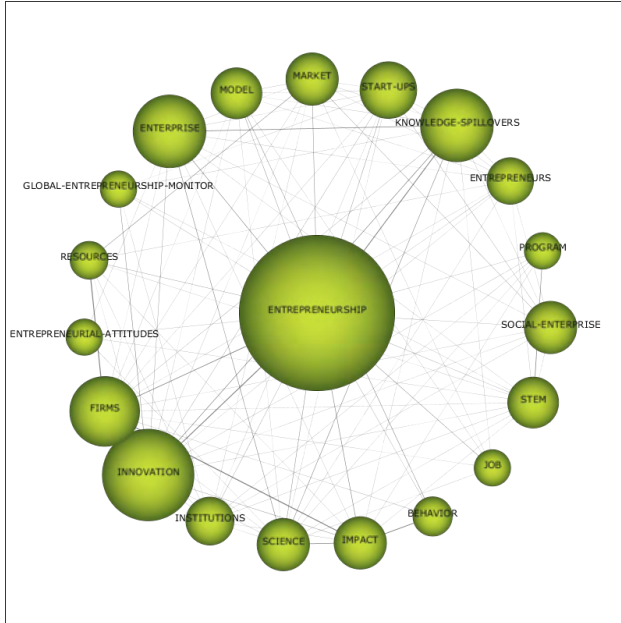 MARKET
MODEL
START-UPS
KNOWLEDGE-SPILLOVERS
ENTERPRISE
ENTREPRENEURS
GLOBAL-ENTREPRENEURSHIP-MONITOR
PROGRAM
RESOURCES
ENTREPRENEURSHIP
SOCIAL-ENTERPRISE
ENTREPRENEURIAL-ATTITUDES
STEM
FIRMS
JOB
INNOVATION
BEHAVIOR
INSTITUTIONS
IMPACT
SCIENCE